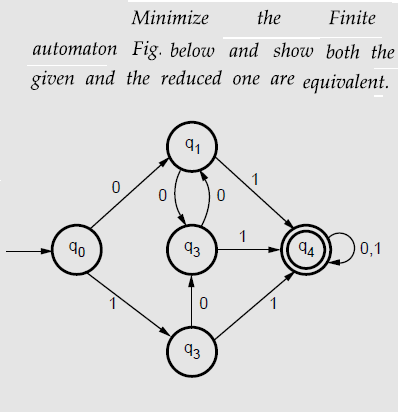 Minimize the Finite
automaton Fig. below and show both the
given and the reduced one are equivalent.
q1
0
1
0
0
q0
q3
1
q4
0,1
1
0
1
q3